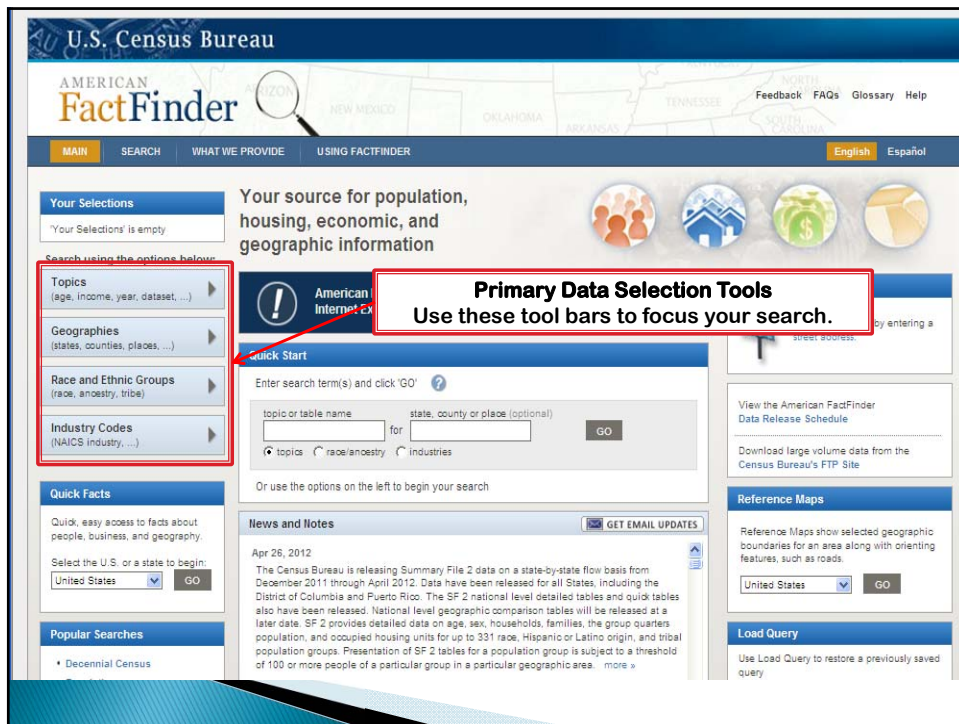 U.S. Census Bureau
AMERICAN
FactFinder
ARIZON
NEW MEXICO
OKLAHOMA
ARKANSAS
TENNESSEE
NORTH
CAROLINA
SOUTH
CAROLINA
Feedback FAQs Glossary Help
MAIN SEARCH WHAT WE PROVIDE USING FACTFINDER
English Español
Your Selections
'Your Selections' is empty
Search using the options below:
Topics
(age, income, year, dataset, ...)
Geographies
(states, counties, places, ...)
Race and Ethnic Groups
(race, ancestry, tribe)
Industry Codes
(NAICS industry, ...)
Quick Facts
Quick, easy access to facts about
people, business, and geography.
Select the U.S. or a state to begin:
United States GO
Popular Searches
• Decennial Census
Your source for population,
housing, economic, and
geographic information
American
Internet Ex
Primary Data Selection Tools
Use these tool bars to focus your search.
Quick Start
Enter search term(s) and click 'GO' ?
topic or table name state, county or place (optional)
for GO
topics race/ancestry industries
Or use the options on the left to begin your search
News and Notes GET EMAIL UPDATES
Apr 26, 2012
The Census Bureau is releasing Summary File 2 data on a state-by-state flow basis from
December 2011 through April 2012. Data have been released for all States, including the
District of Columbia and Puerto Rico. The SF 2 national level detailed tables and quick tables
also have been released. National level geographic comparison tables will be released at a
later date. SF 2 provides detailed data on age, sex, households, families, the group quarters
population, and occupied housing units for up to 331 race, Hispanic or Latino origin, and tribal
population groups. Presentation of SF 2 tables for a population group is subject to a threshold
of 100 or more people of a particular group in a particular geographic area. more »
by entering a
street address.
View the American FactFinder
Data Release Schedule
Download large volume data from the
Census Bureau's FTP Site
Reference Maps
Reference Maps show selected geographic
boundaries for an area along with orienting
features, such as roads.
United States GO
Load Query
Use Load Query to restore a previously saved
query